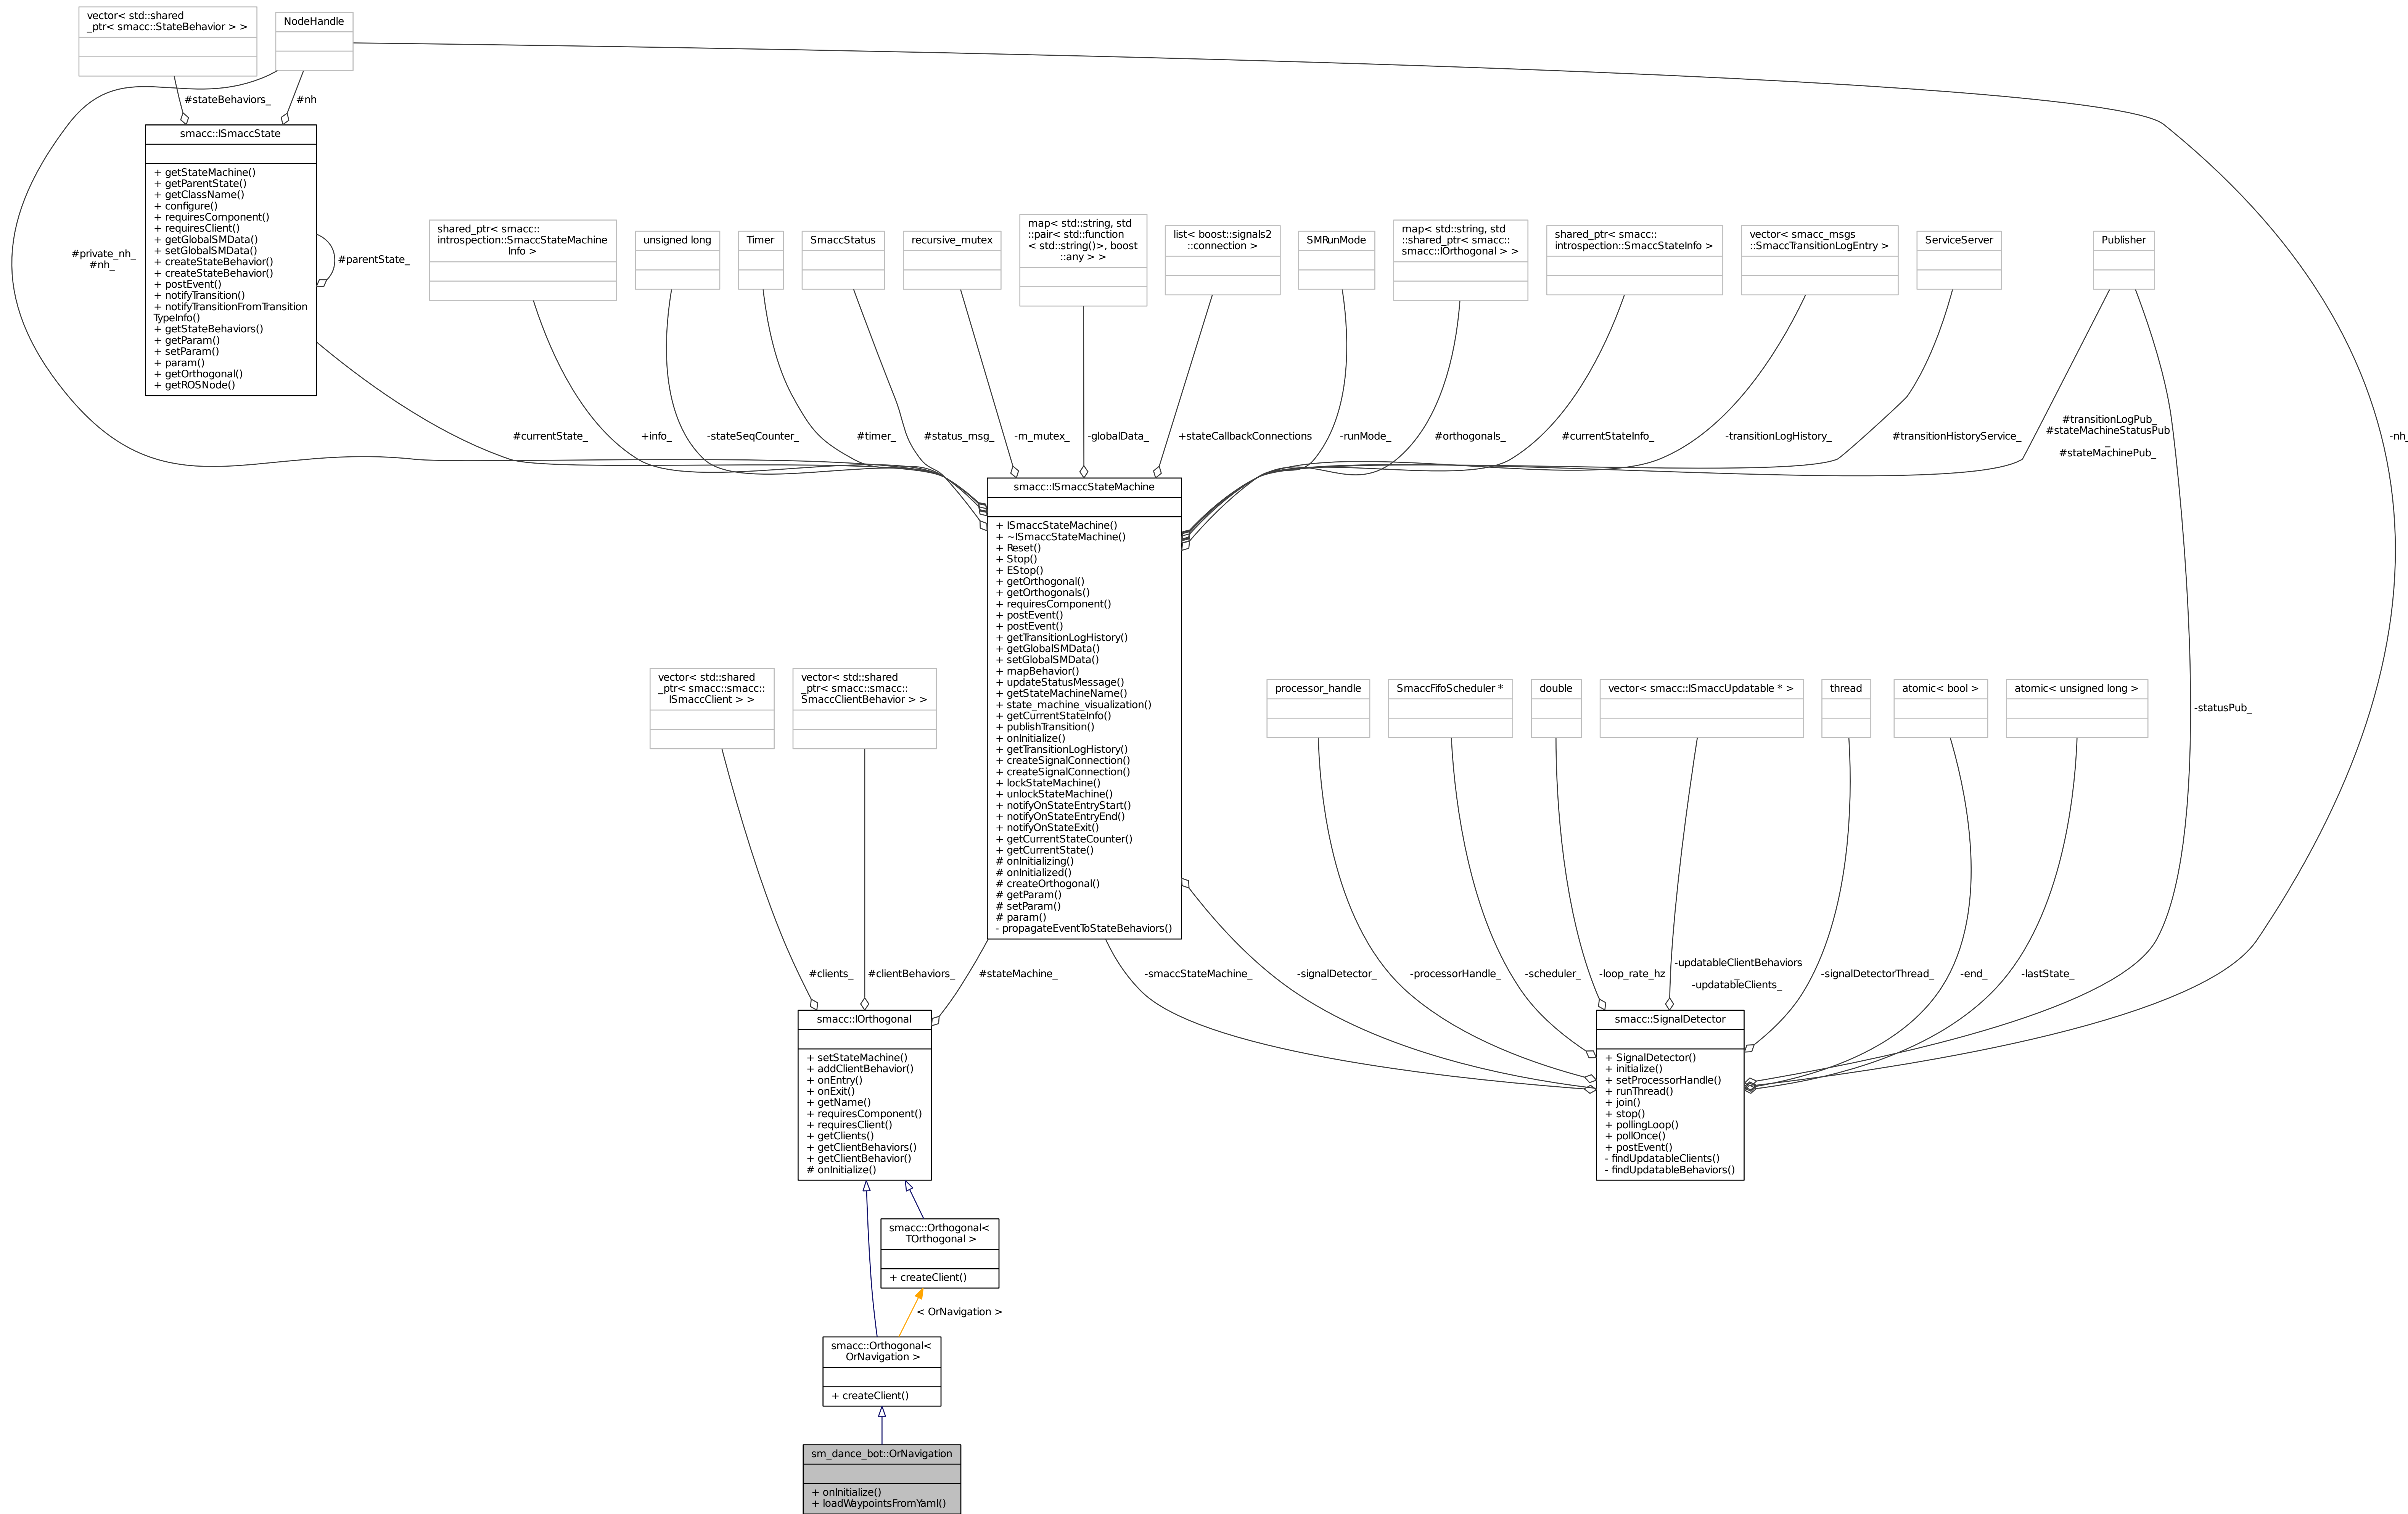 vector< std::shared
_ptr< smacc::StateBehavior > >
NodeHandle
#stateBehaviors_
#nh
smacc::ISmaccState
+ getStateMachine()
+ getParentState()
+ getClassName()
+ configure()
+ requiresComponent()
+ requiresClient()
+ getGlobalSMData()
+ setGlobalSMData()
+ createStateBehavior()
+ createStateBehavior()
+ postEvent()
+ notifyTransition()
+ notifyTransitionFromTransition
TypeInfo()
+ getStateBehaviors()
+ getParam()
+ setParam()
+ param()
+ getOrthogonal()
+ getROSNode()
#private_nh_
#nh_
#parentState_
shared_ptr< smacc::
introspection::SmaccStateMachine
Info >
unsigned long
Timer
SmaccStatus
recursive_mutex
map< std::string, std
::pair< std::function
< std::string()>, boost
::any > >
list< boost::signals2
::connection >
SMRunMode
map< std::string, std
::shared_ptr< smacc::
smacc::IOrthogonal > >
shared_ptr< smacc::
introspection::SmaccStateInfo >
vector< smacc_msgs
::SmaccTransitionLogEntry >
ServiceServer
Publisher
#currentState_
+info_
-stateSeqCounter_
#timer_
#status_msg_
-m_mutex_
-globalData_
+stateCallbackConnections
-runMode_
#orthogonals_
#currentStateInfo_
-transitionLogHistory_
#transitionHistoryService_
#transitionLogPub_
#stateMachineStatusPub
_
#stateMachinePub_
-nh_
smacc::ISmaccStateMachine
+ ISmaccStateMachine()
+ ~ISmaccStateMachine()
+ Reset()
+ Stop()
+ EStop()
+ getOrthogonal()
+ getOrthogonals()
+ requiresComponent()
+ postEvent()
+ postEvent()
+ getTransitionLogHistory()
+ getGlobalSMData()
+ setGlobalSMData()
+ mapBehavior()
+ updateStatusMessage()
+ getStateMachineName()
+ state_machine_visualization()
+ getCurrentStateInfo()
+ publishTransition()
+ onInitialize()
+ getTransitionLogHistory()
+ createSignalConnection()
+ createSignalConnection()
+ lockStateMachine()
+ unlockStateMachine()
+ notifyOnStateEntryStart()
+ notifyOnStateEntryEnd()
+ notifyOnStateExit()
+ getCurrentStateCounter()
+ getCurrentState()
# onInitializing()
# onInitialized()
# createOrthogonal()
# getParam()
# setParam()
# param()
- propagateEventToStateBehaviors()
vector< std::shared
_ptr< smacc::smacc::
ISmaccClient > >
vector< std::shared
_ptr< smacc::smacc::
SmaccClientBehavior > >
processor_handle
SmaccFifoScheduler *
double
vector< smacc::ISmaccUpdatable * >
thread
atomic< bool >
atomic< unsigned long >
-statusPub_
#clients_
#clientBehaviors_
#stateMachine_
-smaccStateMachine_
-signalDetector_
-processorHandle_
-scheduler_
-loop_rate_hz
-updatableClientBehaviors
_
-updatableClients_
-signalDetectorThread_
-end_
-lastState_
smacc::IOrthogonal
+ setStateMachine()
+ addClientBehavior()
+ onEntry()
+ onExit()
+ getName()
+ requiresComponent()
+ requiresClient()
+ getClients()
+ getClientBehaviors()
+ getClientBehavior()
# onInitialize()
smacc::SignalDetector
+ SignalDetector()
+ initialize()
+ setProcessorHandle()
+ runThread()
+ join()
+ stop()
+ pollingLoop()
+ pollOnce()
+ postEvent()
- findUpdatableClients()
- findUpdatableBehaviors()
smacc::Orthogonal<
TOrthogonal >
+ createClient()
< OrNavigation >
smacc::Orthogonal<
OrNavigation >
+ createClient()
sm_dance_bot::OrNavigation
+ onInitialize()
+ loadWaypointsFromYaml()